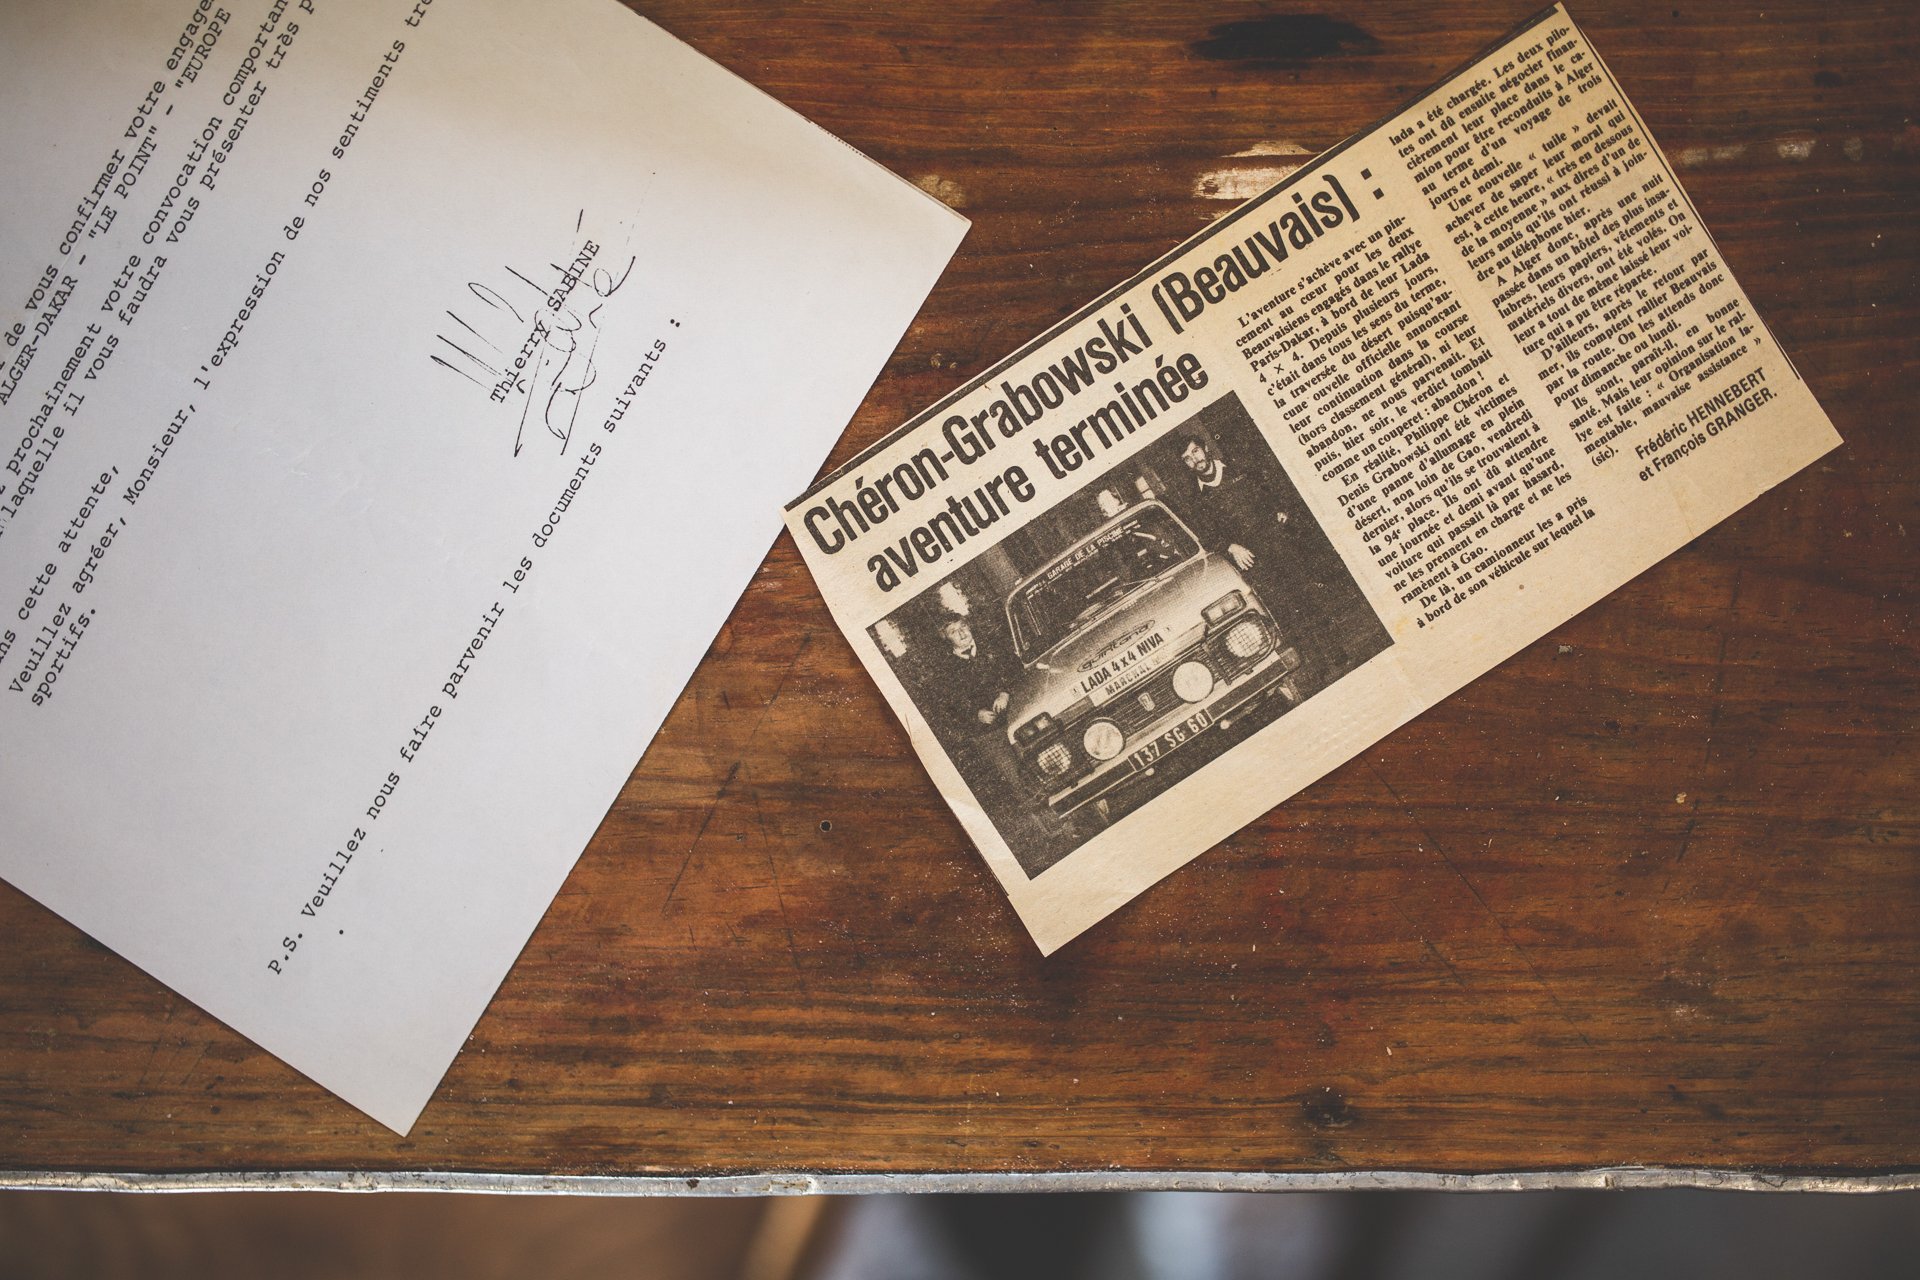 de vous confirmer votre engage
ALGER-DAKAR - "LE POINT" - "EUROPE
prochainement votre convocation comportan
laquelle il vous faudra vous présenter très p
cette attente,
Veuillez agréer, Monsieur, l'expression de nos sentiments tr
sportifs.
Thierry SABINE
P.S. Veuillez nous faire parvenir les documents suivants :
Chéron-Grabowski (Beauvais) :
aventure terminée
GARAGE DE LA
LADA 4x4 NIVA
MARCHAL
137 SG 60
L'aventure s'achève avec un pin-
cement au cœur pour les deux
Beauvaisiens engagés dans le rallye
Paris-Dakar, à bord de leur Lada
4 × 4. Depuis plusieurs jours,
c'était dans tous les sens du terme,
la traversée du désert puisqu'au-
cune nouvelle officielle annonçant
leur continuation dans la course
(hors classement général), ni leur
abandon, ne nous parvenait. Et
puis, hier soir, le verdict tombait
comme un couperet : abandon !
En réalité, Philippe Chéron et
Denis Grabowski ont été victimes
d'une panne d'allumage en plein
désert, non loin de Gao, vendredi
dernier, alors qu'ils se trouvaient à
la 94e place. Ils ont dû attendre
une journée et demi avant qu'une
voiture qui passait là par hasard,
ne les prennent en charge et ne les
ramènent à Gao.
De là, un camionneur les a pris
à bord de son véhicule sur lequel la
lada a été chargée. Les deux pilo-
tes ont dû ensuite négocier finan-
cièrement leur place dans le ca-
mion pour être reconduits à Alger
au terme d'un voyage de trois
jours et demi.
Une nouvelle « tuile » devait
achever de saper leur moral qui
est, à cette heure, « très en dessous
de la moyenne » aux dires d'un de
leurs amis qu'ils ont réussi à join-
dre au téléphone hier.
A Alger donc, après une nuit
passée dans un hôtel des plus insa-
lubres, leurs papiers, vêtements et
matériels divers, ont été volés. On
leur a tout de même laissé leur voi-
ture qui a pu être réparée.
D'ailleurs, après le retour par
mer, ils comptent rallier Beauvais
par la route. On les attends donc
pour dimanche ou lundi.
Ils sont, parait-il, en bonne
santé. Mais leur opinion sur le ral-
lye est faite : « Organisation la-
mentable, mauvaise assistance »
(sic).
Frédéric HENNEBERT
et François GRANGER.